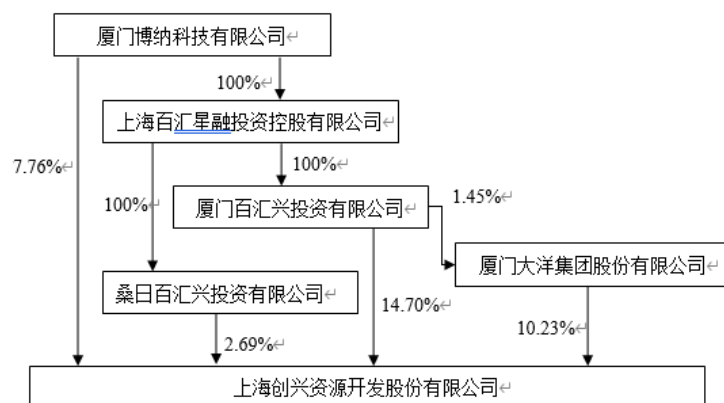 厦门博纳科技有限公司
100%
上海百汇星融投资控股有限公司
7.76%
100%
100%
厦门百汇兴投资有限公司
1.45%
厦门大洋集团股份有限公司
桑日百汇兴投资有限公司
14.70%
10.23%
2.69%
上海创兴资源开发股份有限公司